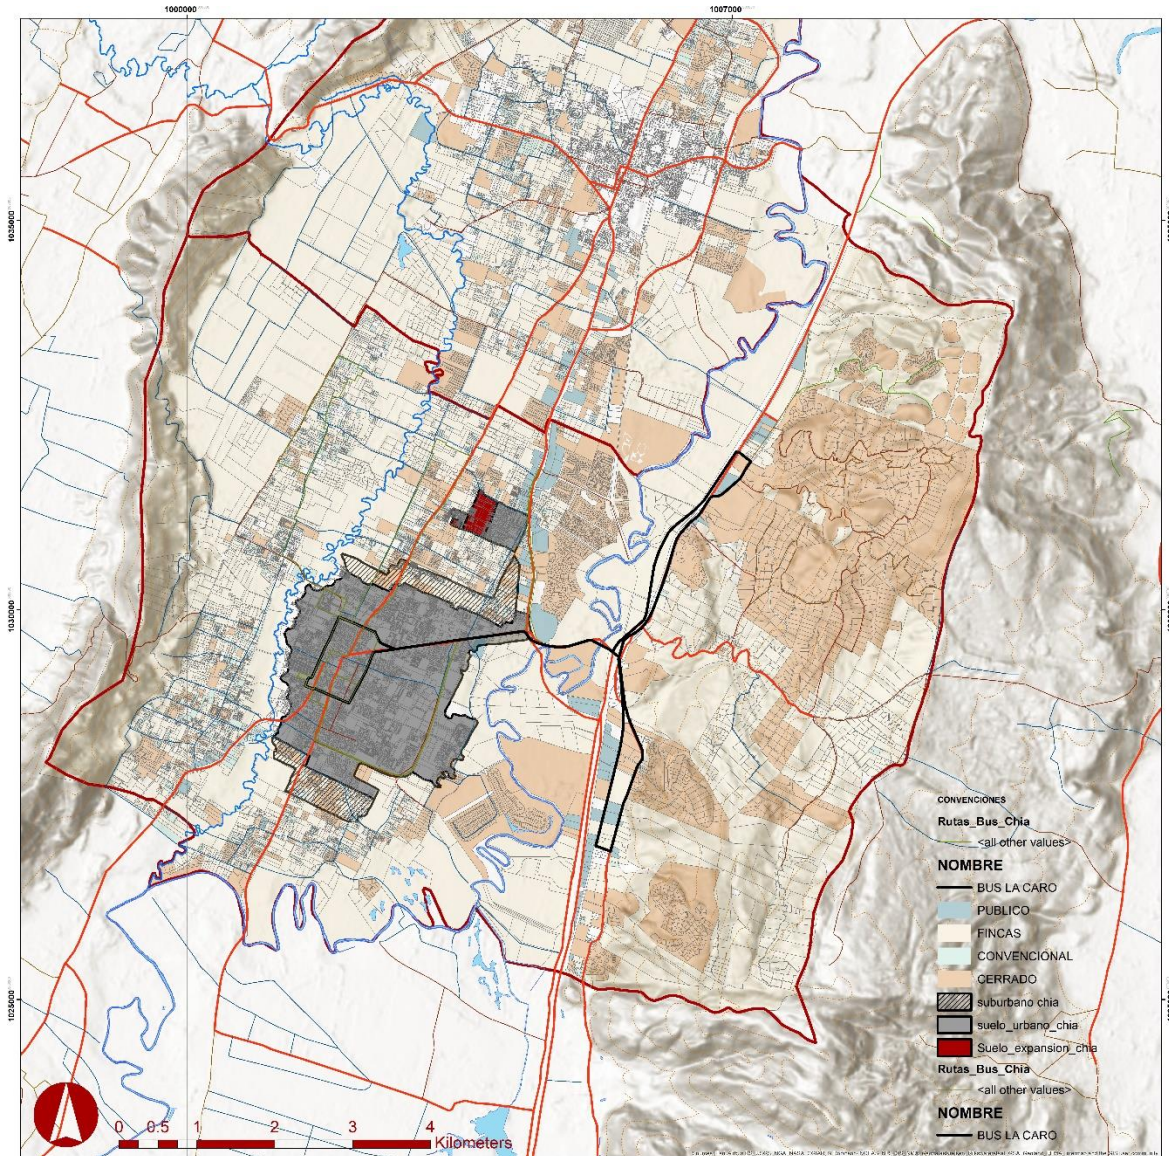 1000000
1007000
1035000
1030000
1025000
CONVENCIONES
Rutas_Bus_Chia
<all other values>
NOMBRE
BUS LA CARO
PUBLICO
FINCAS
CONVENCIONAL
CERRADO
suburbano chia
suelo_urbano_chia
Suelo_expansion_chia
Rutas_Bus_Chia
<all other values>
NOMBRE
BUS LA CARO
0 0.5 1 2 3 4
Kilometers